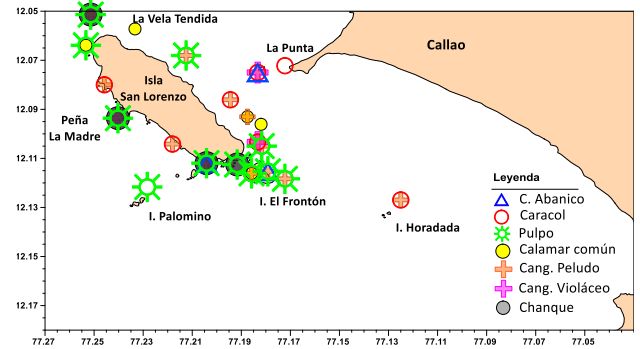 12.05
La Vela Tendida
La Punta
Callao
12.07
Isla
San Lorenzo
12.09
Peña
La Madre
12.11
Leyenda
C. Abanico
12.13
I. Palomino
I. El Frontón
I. Horadada
Caracol
Pulpo
12.15
Calamar común
Cang. Peludo
Cang. Violáceo
12.17
Chanque
77.27 77.25 77.23 77.21 77.19 77.17 77.15 77.13 77.11 77.09 77.07 77.05